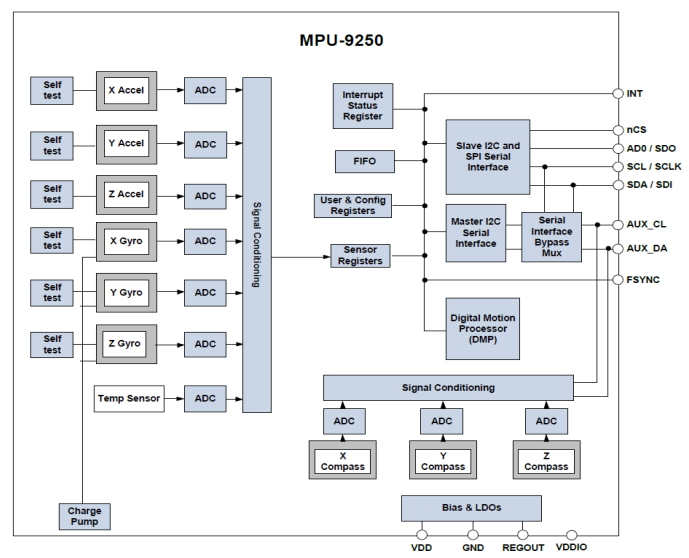 MPU-9250
Self
test
X Accel
ADC
Self
test
Y Accel
ADC
Self
test
Z Accel
ADC
Self
test
X Gyro
ADC
Self
test
Y Gyro
ADC
Self
test
Z Gyro
ADC
Temp Sensor
ADC
Charge
Pump
Signal Conditioning
Interrupt
Status
Register
FIFO
User & Config
Registers
Sensor
Registers
Slave I2C and
SPI Serial
Interface
Master I2C
Serial
Interface
Serial
Interface
Bypass
Mux
Digital Motion
Processor
(DMP)
INT
nCS
AD0 / SDO
SCL / SCLK
SDA / SDI
AUX_CL
AUX_DA
FSYNC
Signal Conditioning
ADC
ADC
ADC
X
Compass
Y
Compass
Z
Compass
Bias & LDOs
VDD
GND
REGOUT
VDDIO